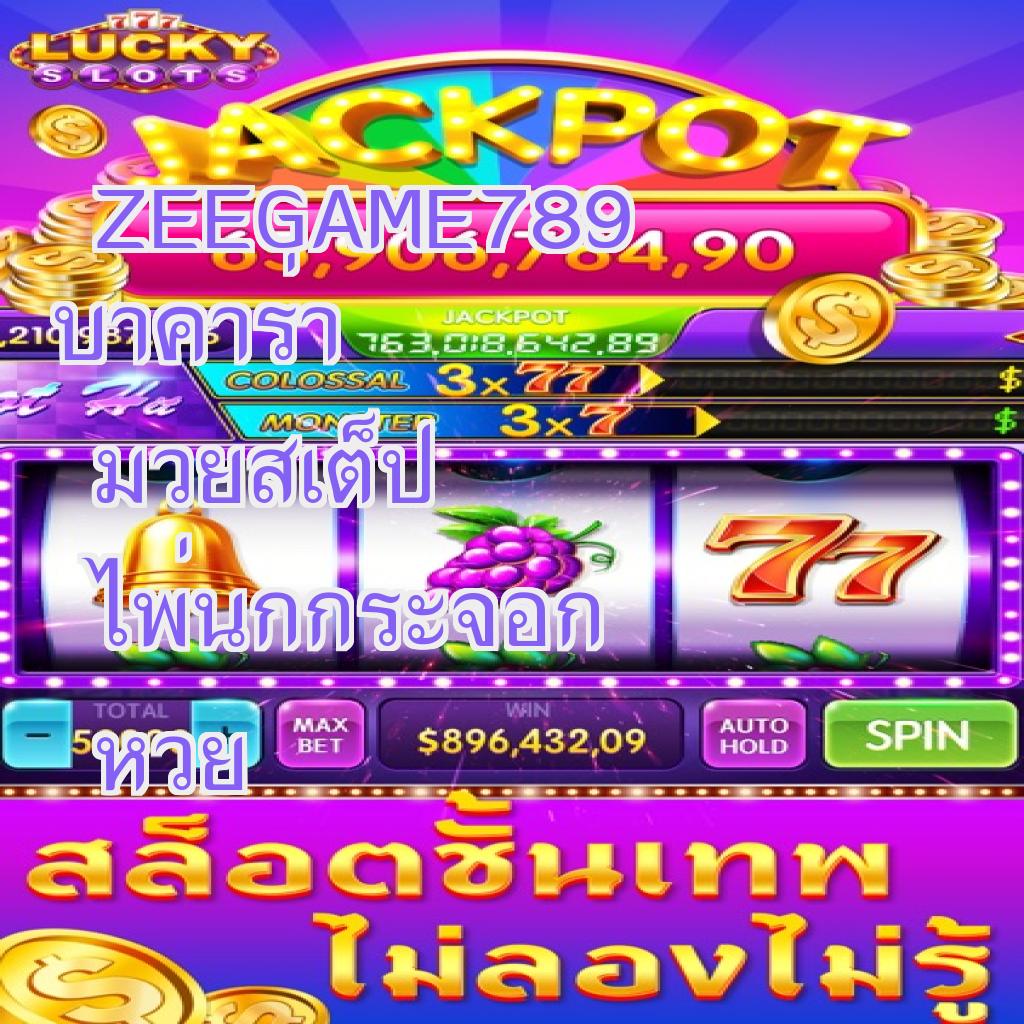 777
LUCKY
SLOTS
JACKPOT
ZEEGAME789
บาคารา
JACKPOT
763,018,642,89
COLOSSAL 3x77 $
MONSTER 3x7 $
มวยสเต็ป
77
ไพ่นกกระจอก
TOTAL
MAX BET
WIN
$896,432,09
AUTO HOLD
SPIN
หวย
สล็อตชั้นเทพ
ไม่ลองไม่รู้